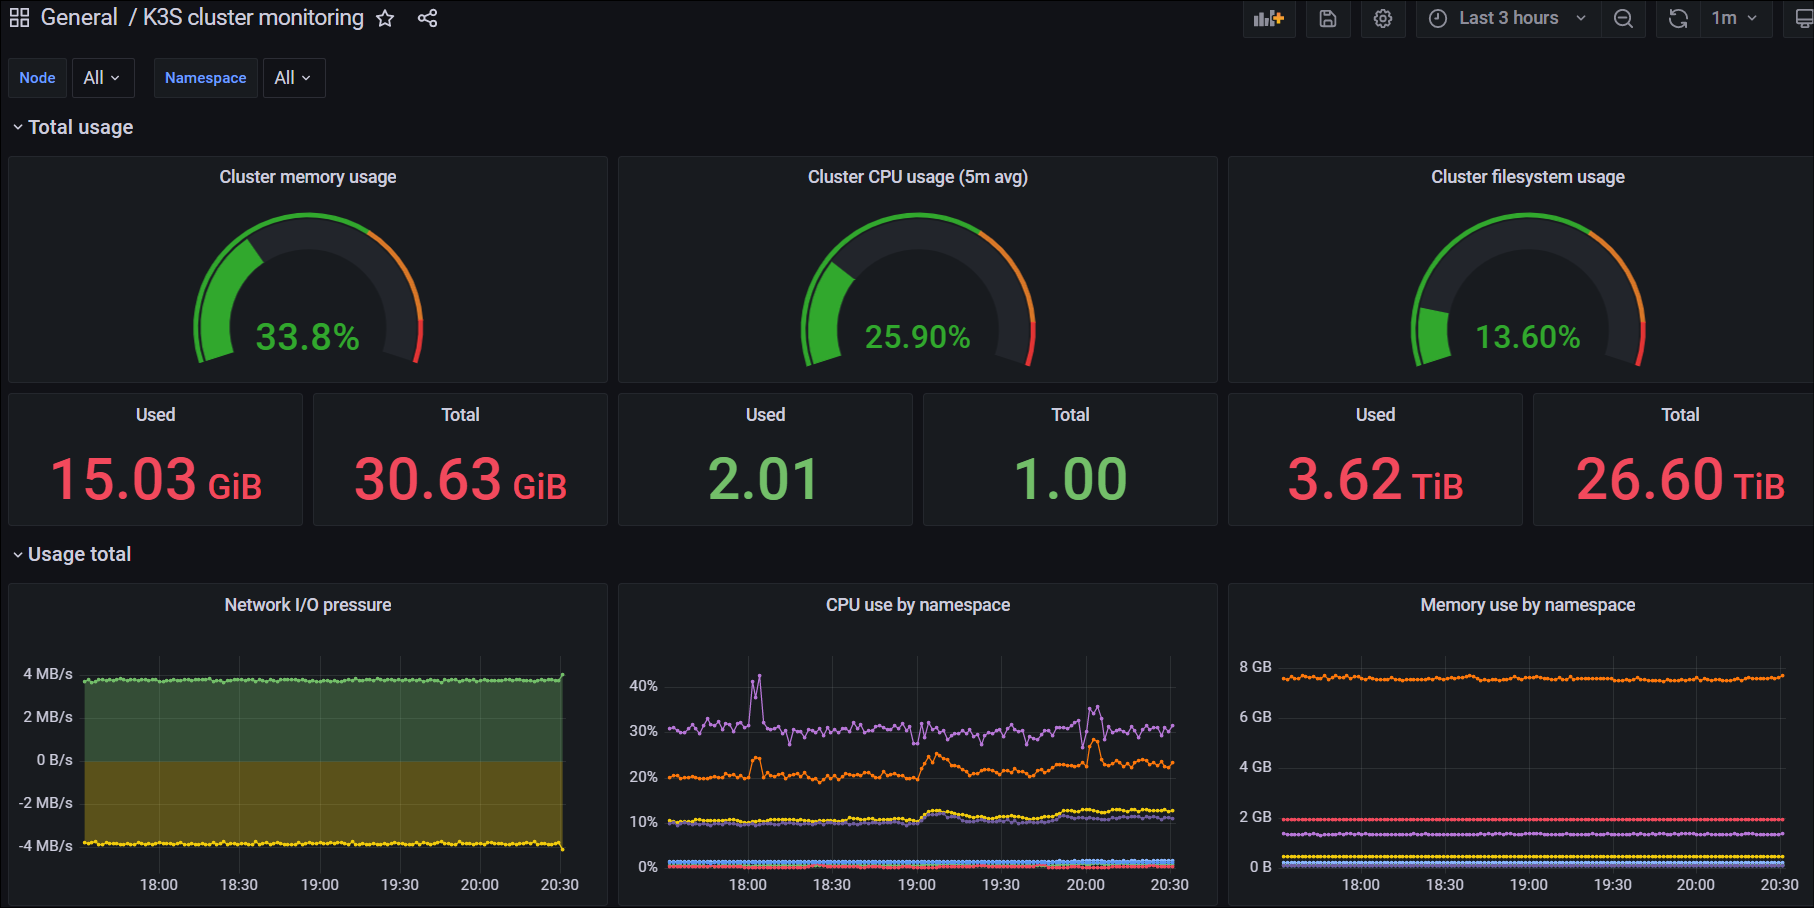 General / K3S cluster monitoring
Last 3 hours
1m
Node All Namespace All
Total usage
Cluster memory usage
33.8%
Cluster CPU usage (5m avg)
25.90%
Cluster filesystem usage
13.60%
Used
15.03 GiB
Total
30.63 GiB
Used
2.01
Total
1.00
Used
3.62 TiB
Total
26.60 TiB
Usage total
Network I/O pressure
4 MB/s
2 MB/s
0 B/s
-2 MB/s
-4 MB/s
18:00 18:30 19:00 19:30 20:00 20:30
CPU use by namespace
40%
30%
20%
10%
0%
18:00 18:30 19:00 19:30 20:00 20:30
Memory use by namespace
8 GB
6 GB
4 GB
2 GB
0 B
18:00 18:30 19:00 19:30 20:00 20:30